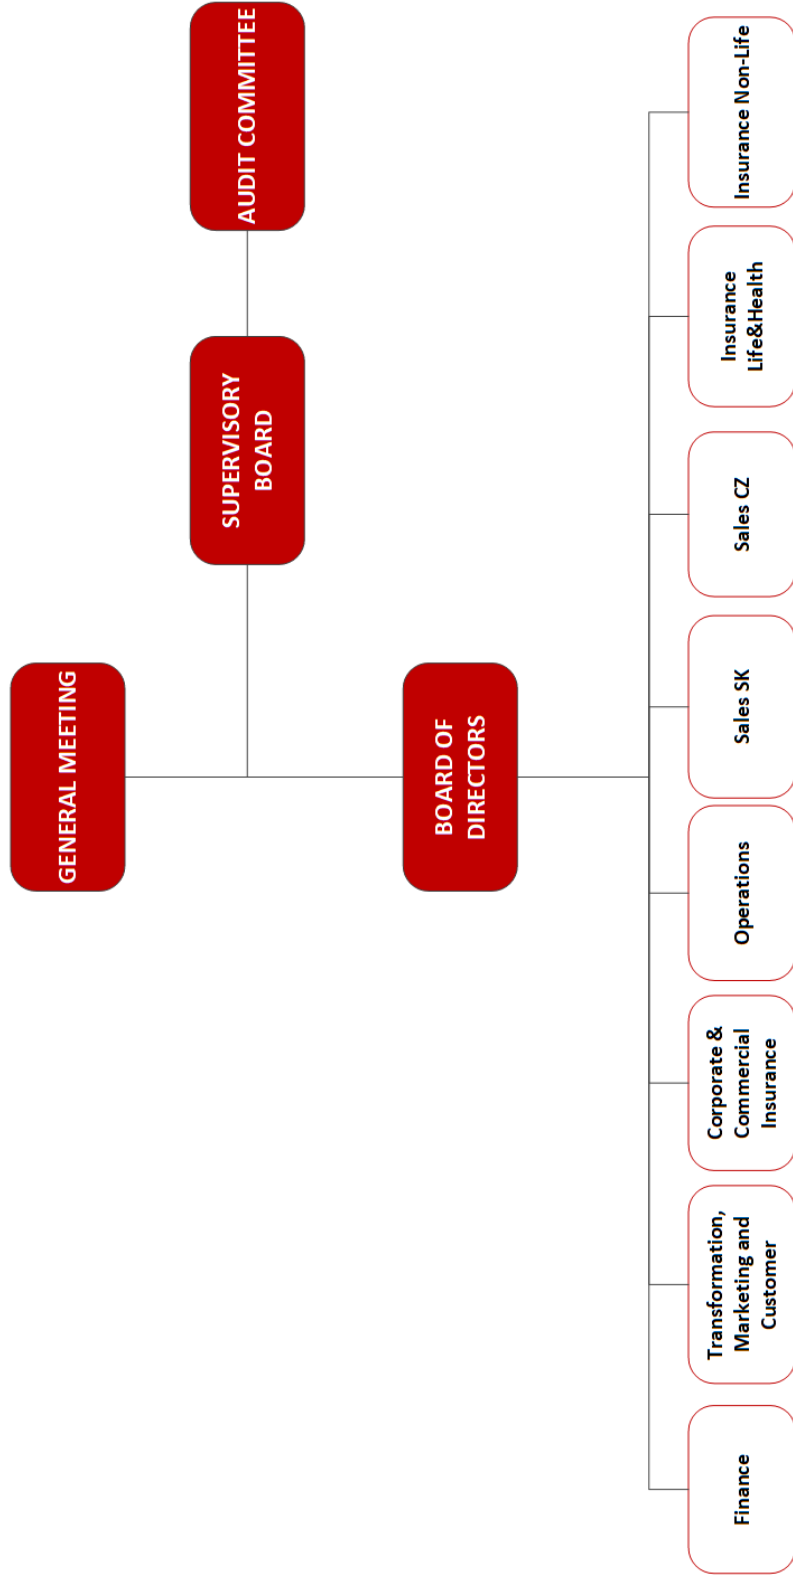 GENERAL MEETING
SUPERVISORY
BOARD
AUDIT COMMITTEE
BOARD OF
DIRECTORS
Finance
Transformation,
Marketing and
Customer
Corporate &
Commercial
Insurance
Operations
Sales SK
Sales CZ
Insurance
Life&Health
Insurance Non-Life